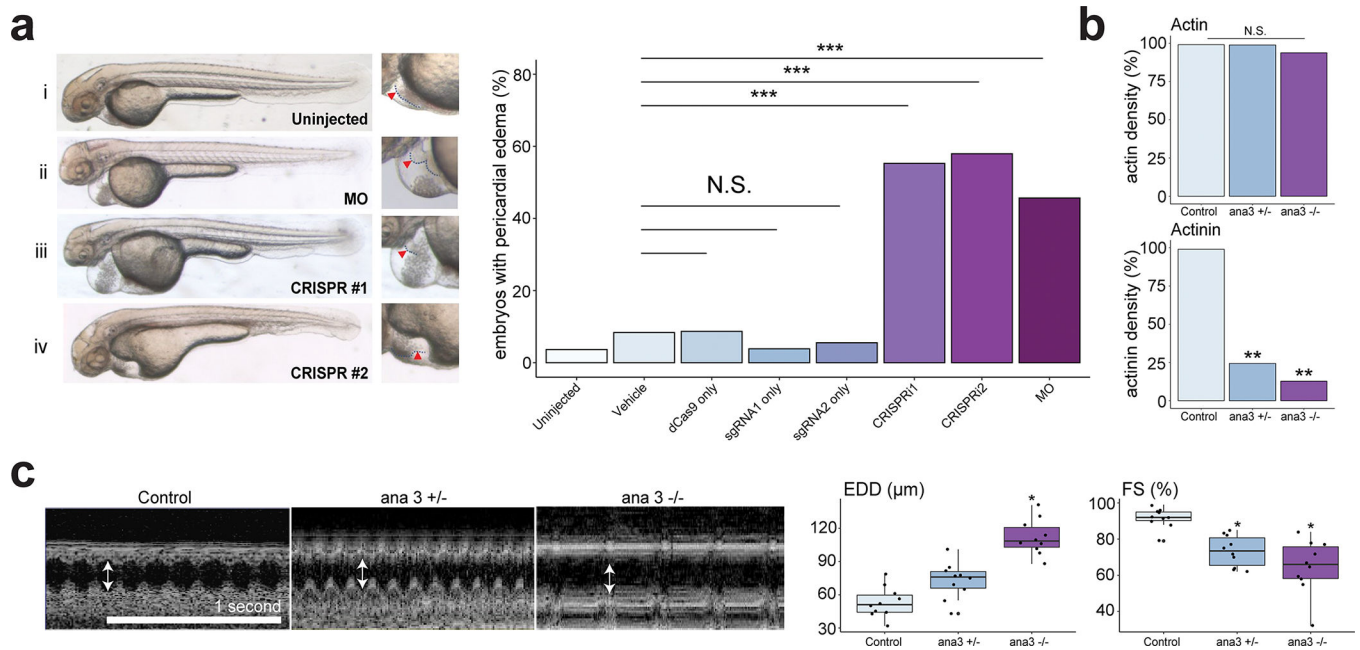 a
i
Uninjected
ii
MO
iii
CRISPR #1
iv
CRISPR #2
embryos with pericardial edema (%)
80
60
40
20
0
***
***
***
N.S.
Uninjected
Vehicle
dCas9 only
sgRNA1 only
sgRNA2 only
CRISPRi1
CRISPRi2
MO
b
Actin
N.S.
actin density (%)
100
75
50
25
0
Control
ana3 +/-
ana3 -/-
Actinin
actinin density (%)
100
75
50
25
0
**
**
Control
ana3 +/-
ana3 -/-
c
Control
ana 3 +/-
ana 3 -/-
1 second
EDD (µm)
120
90
60
30
*
Control
ana3 +/-
ana3 -/-
FS (%)
100
80
60
40
*
*
Control
ana3 +/-
ana3 -/-